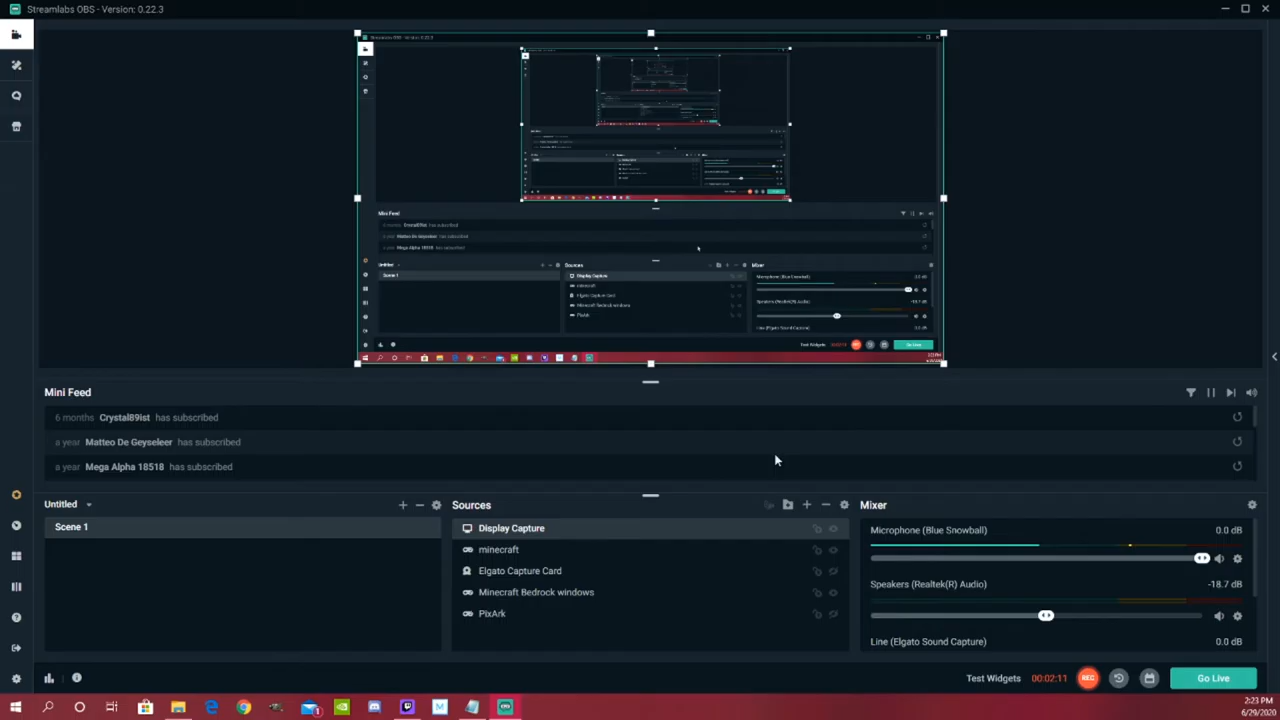 Streamlabs OBS - Version: 0.22.3
Mini Feed
6 months Crystal89ist has subscribed
a year Matteo De Geyseleer has subscribed
a year Mega Alpha 18518 has subscribed
Untitled
Scene 1
Sources
Display Capture
minecraft
Elgato Capture Card
Minecraft Bedrock windows
PixArk
Mixer
Microphone (Blue Snowball) 0.0 dB
Speakers (Realtek(R) Audio) -18.7 dB
Line (Elgato Sound Capture) 0.0 dB
Test Widgets 00:02:11 REC Go Live
2:23 PM
6/29/2020